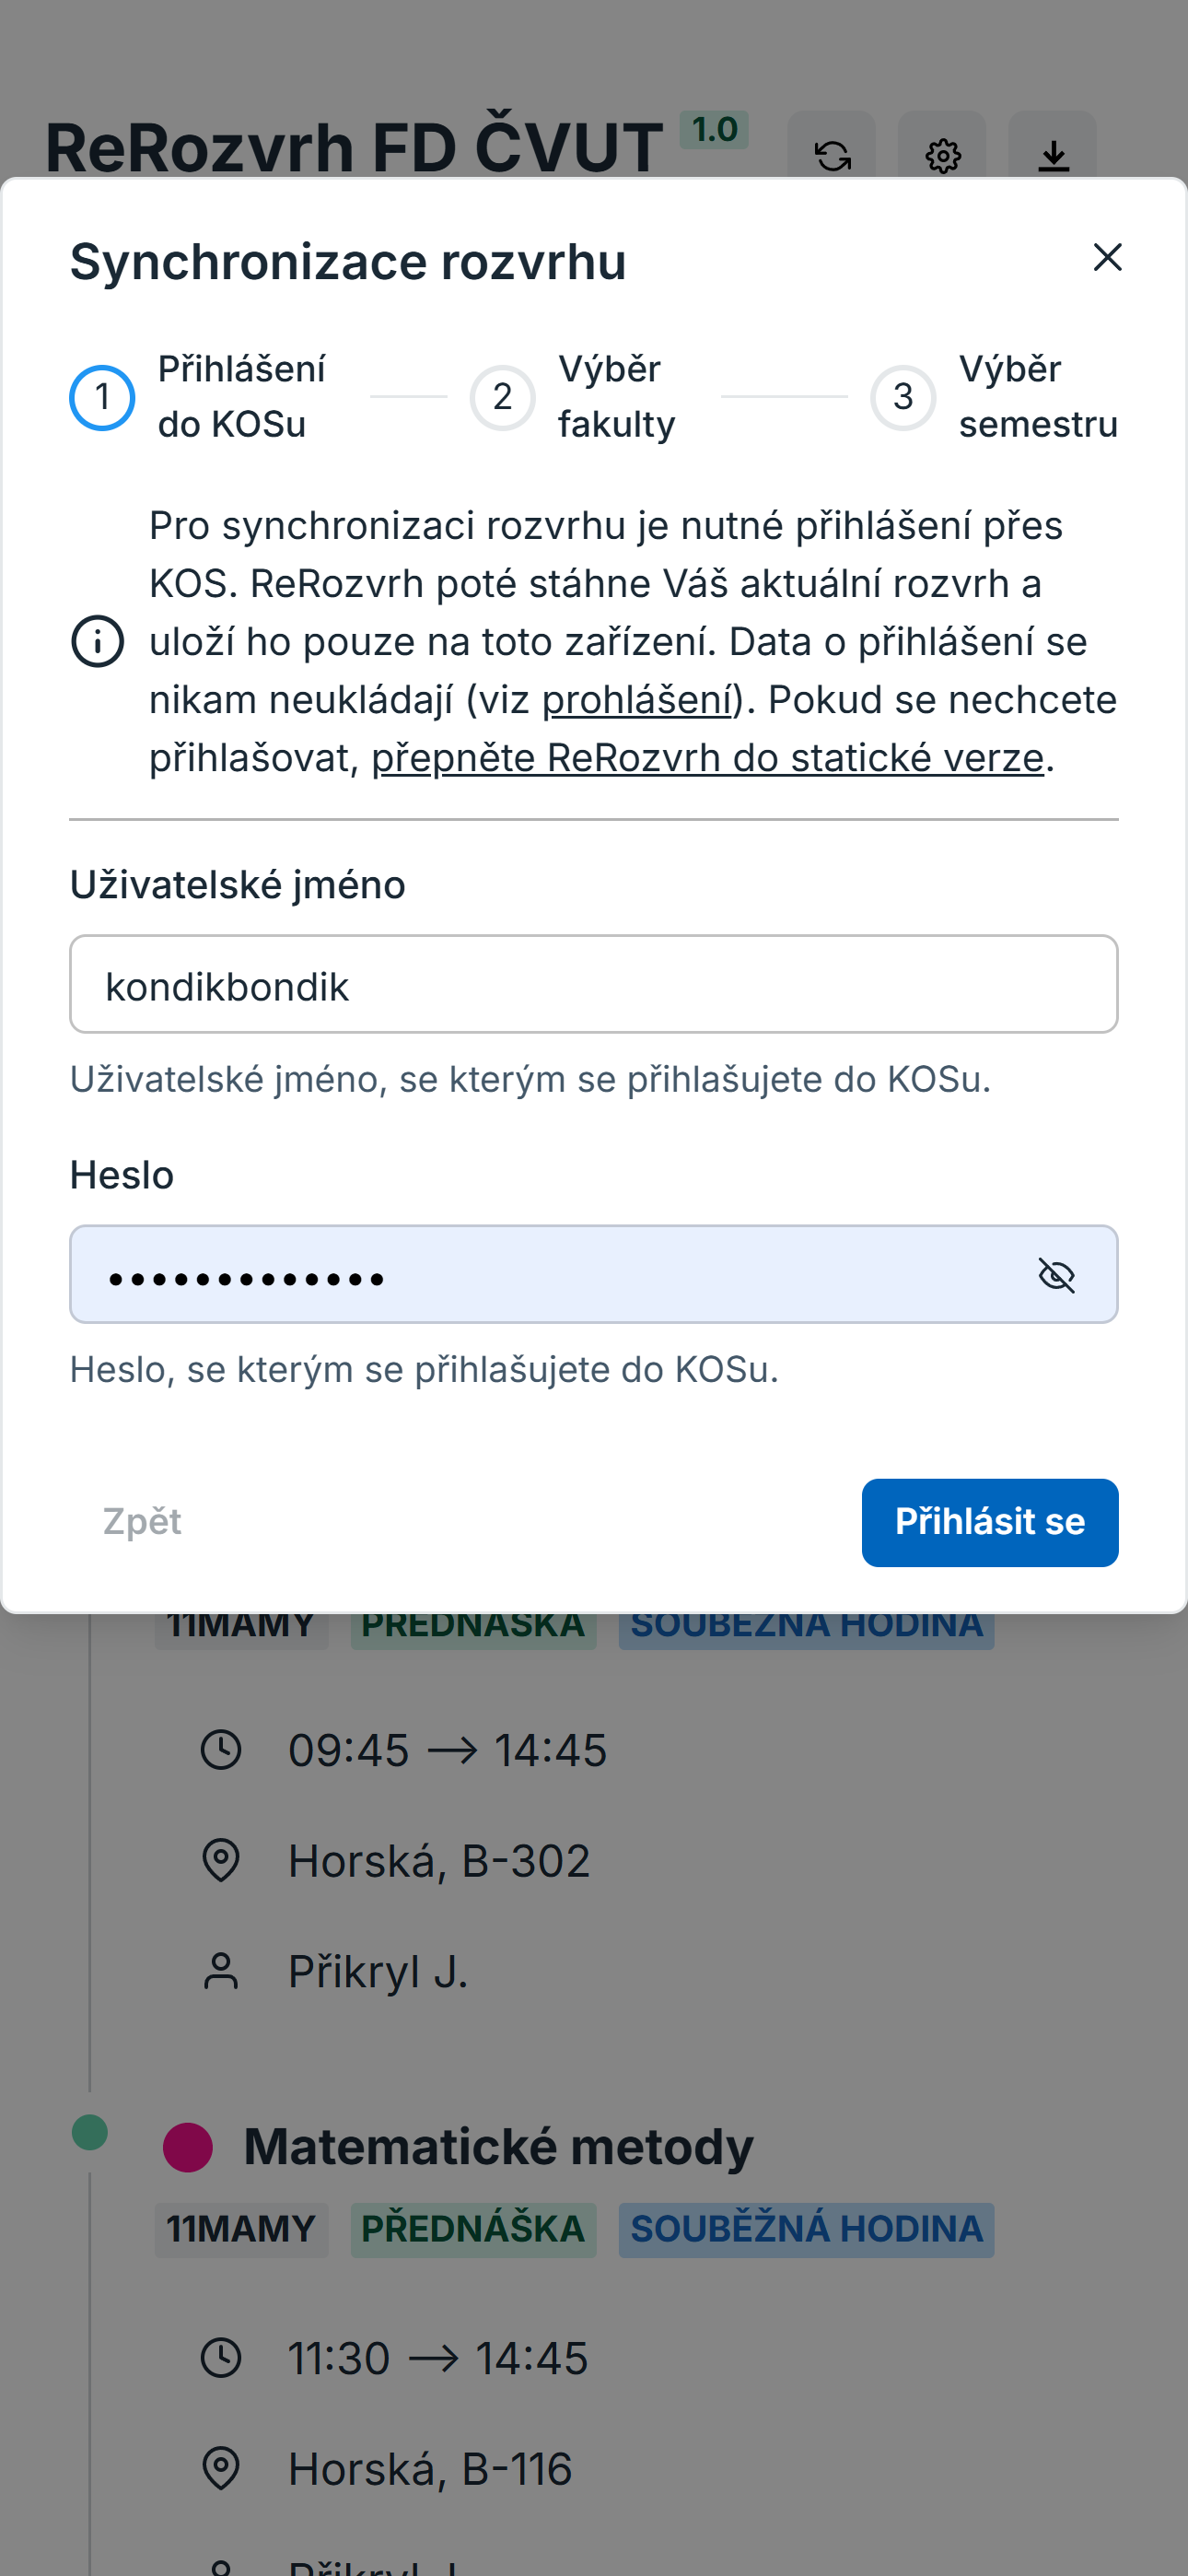 ReRozvrh FD ČVUT 1.0
Synchronizace rozvrhu
1 Přihlášení do KOSu
2 Výběr fakulty
3 Výběr semestru
Pro synchronizaci rozvrhu je nutné přihlášení přes
KOS. ReRozvrh poté stáhne Váš aktuální rozvrh a
uloží ho pouze na toto zařízení. Data o přihlášení se
nikam neukládají (viz prohlášení). Pokud se nechcete
přihlašovat, přepněte ReRozvrh do statické verze.
Uživatelské jméno
kondikbondik
Uživatelské jméno, se kterým se přihlašujete do KOSu.
Heslo
•••••••••••••
Heslo, se kterým se přihlašujete do KOSu.
Zpět
Přihlásit se
11MAMY PŘEDNÁŠKA SOUBĚŽNÁ HODINA
09:45 → 14:45
Horská, B-302
Přikryl J.
Matematické metody
11MAMY PŘEDNÁŠKA SOUBĚŽNÁ HODINA
11:30 → 14:45
Horská, B-116
Přikryl J.